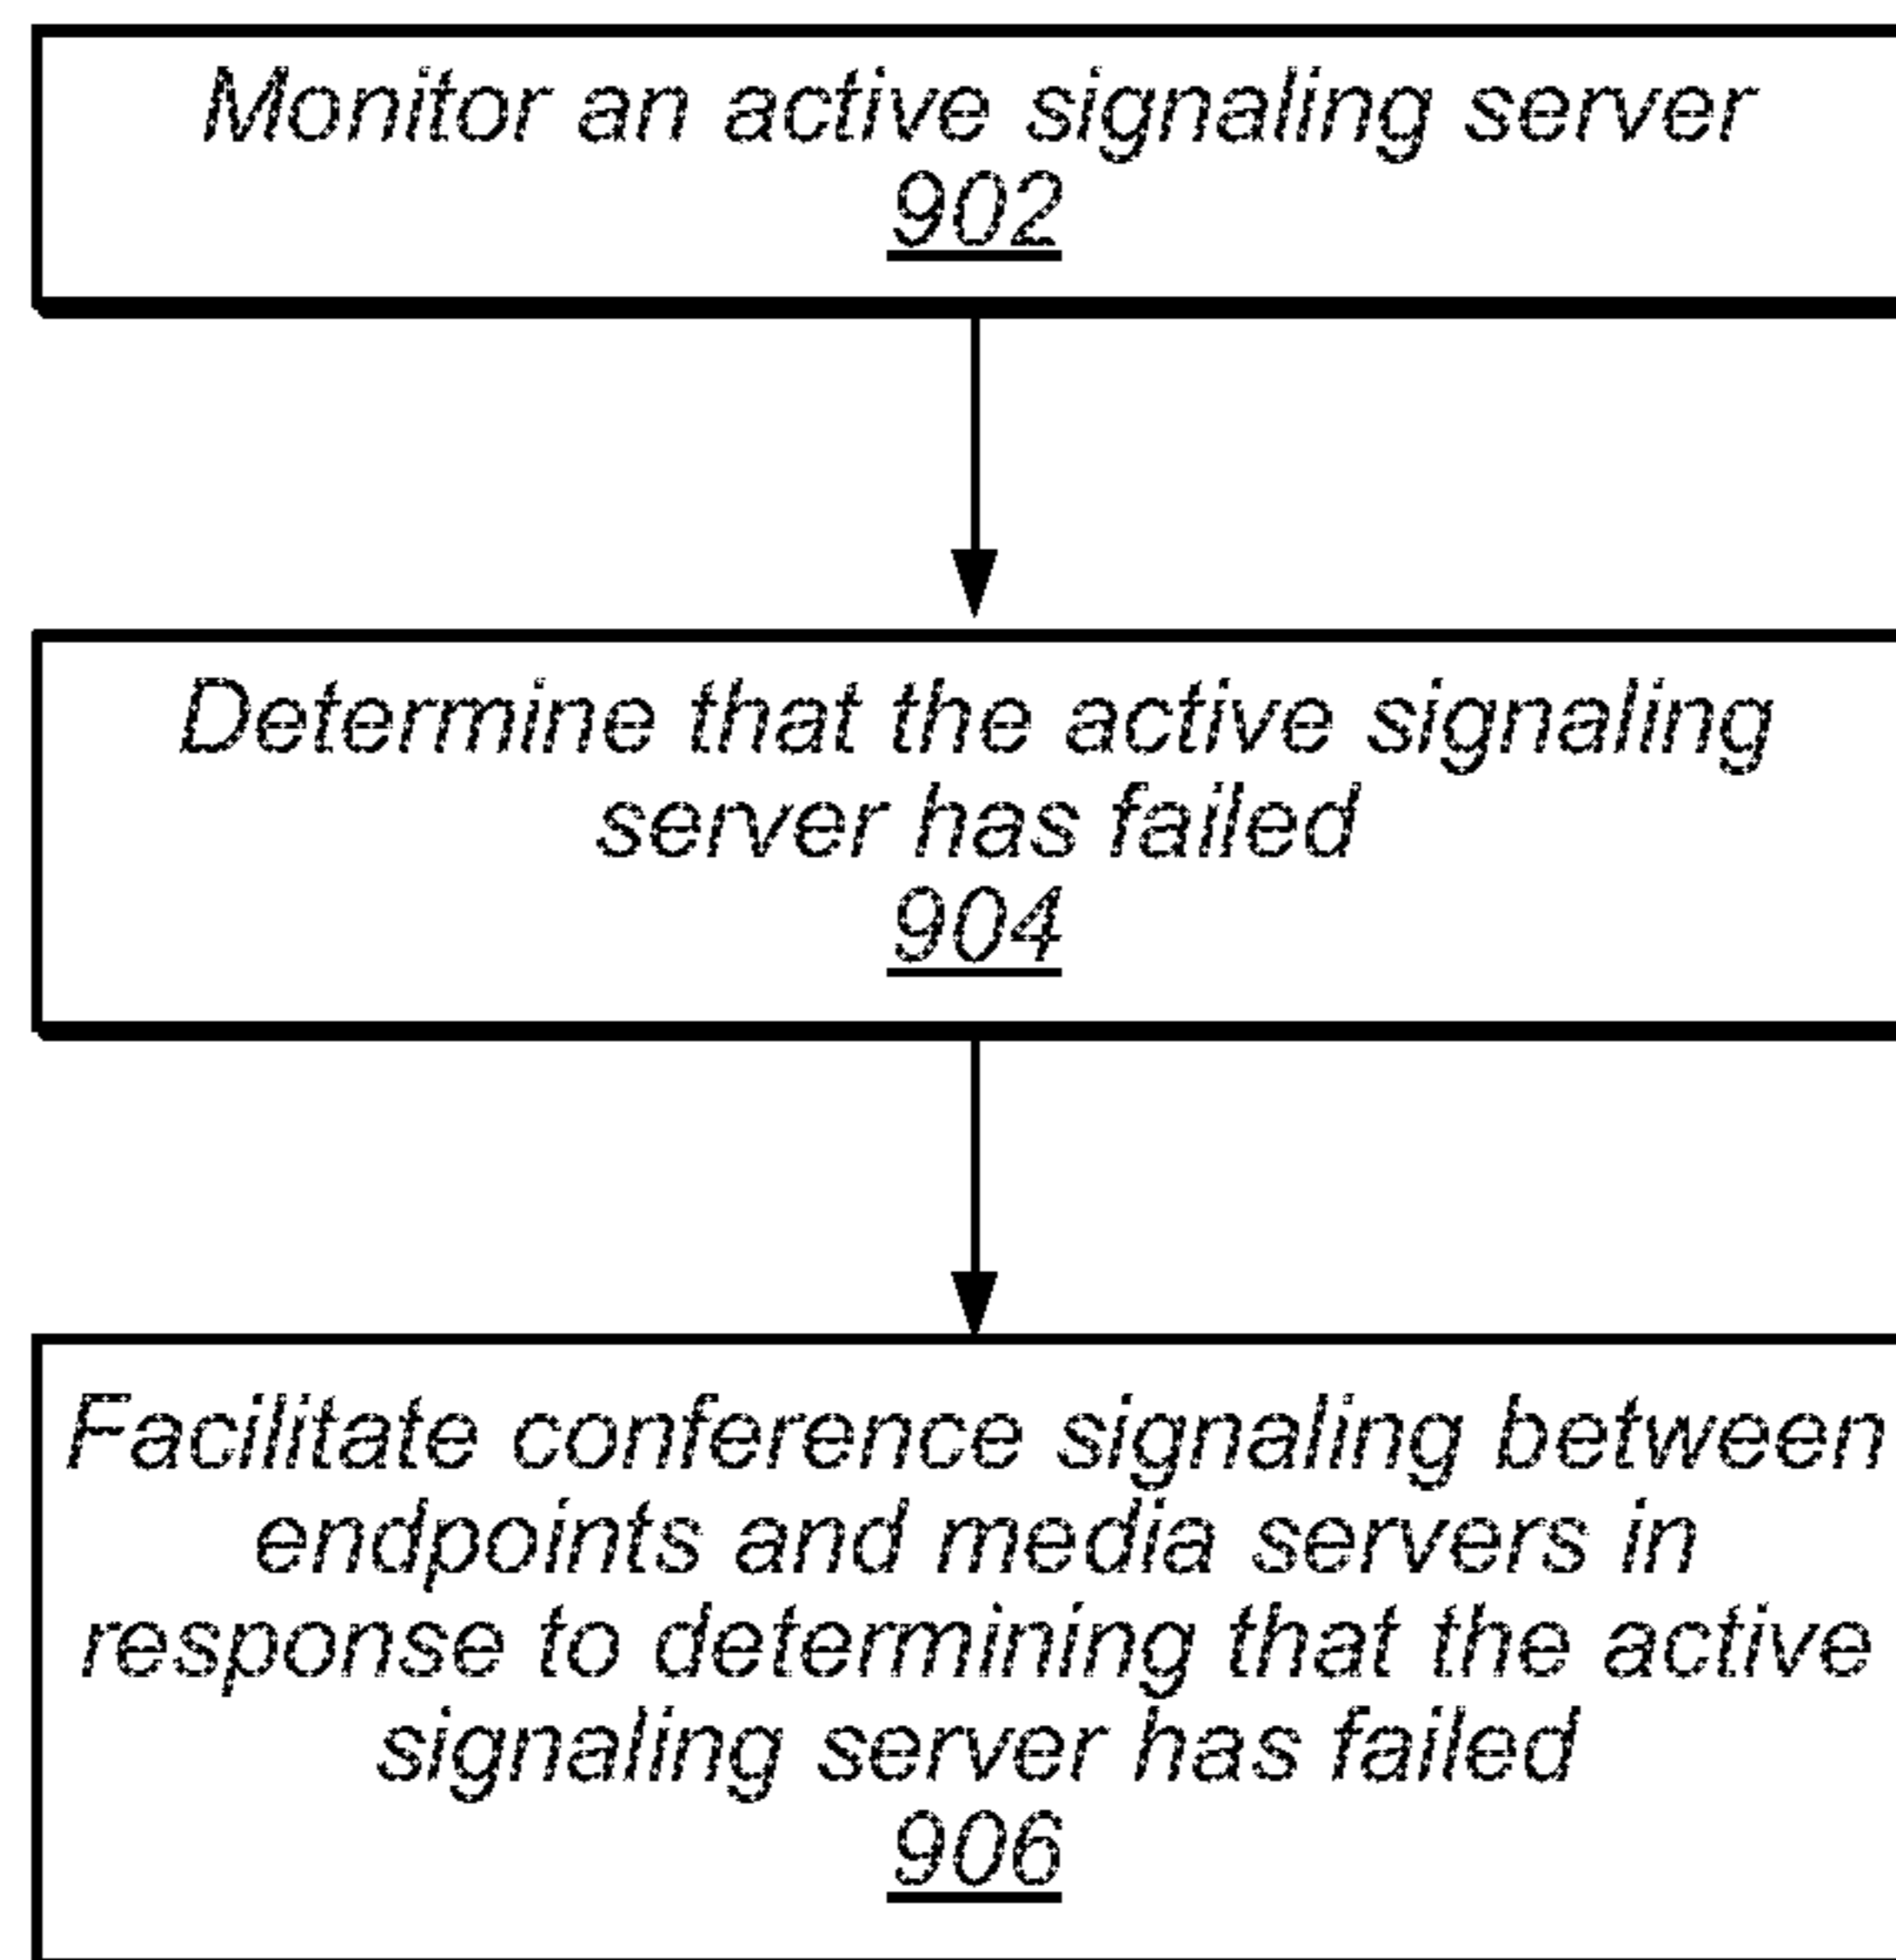 Monitor an active signaling server
902
Determine that the active signaling
server has failed
904
Facilitate conference signaling between
endpoints and media servers in
response to determining that the active
signaling server has failed
906